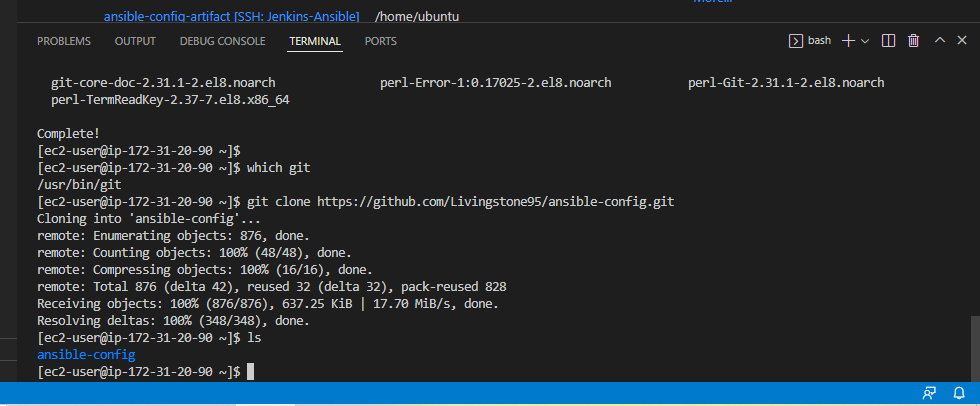 More...
ansible-config-artifact [SSH: Jenkins-Ansible] /home/ubuntu
PROBLEMS OUTPUT DEBUG CONSOLE TERMINAL PORTS bash
git-core-doc-2.31.1-2.el8.noarch perl-Error-1:0.17025-2.el8.noarch perl-Git-2.31.1-2.el8.noarch
perl-TermReadKey-2.37-7.el8.x86_64
Complete!
[ec2-user@ip-172-31-20-90 ~]$
[ec2-user@ip-172-31-20-90 ~]$ which git
/usr/bin/git
[ec2-user@ip-172-31-20-90 ~]$ git clone https://github.com/Livingstone95/ansible-config.git
Cloning into 'ansible-config'...
remote: Enumerating objects: 876, done.
remote: Counting objects: 100% (48/48), done.
remote: Compressing objects: 100% (16/16), done.
remote: Total 876 (delta 42), reused 32 (delta 32), pack-reused 828
Receiving objects: 100% (876/876), 637.25 KiB | 17.70 MiB/s, done.
Resolving deltas: 100% (348/348), done.
[ec2-user@ip-172-31-20-90 ~]$ ls
ansible-config
[ec2-user@ip-172-31-20-90 ~]$